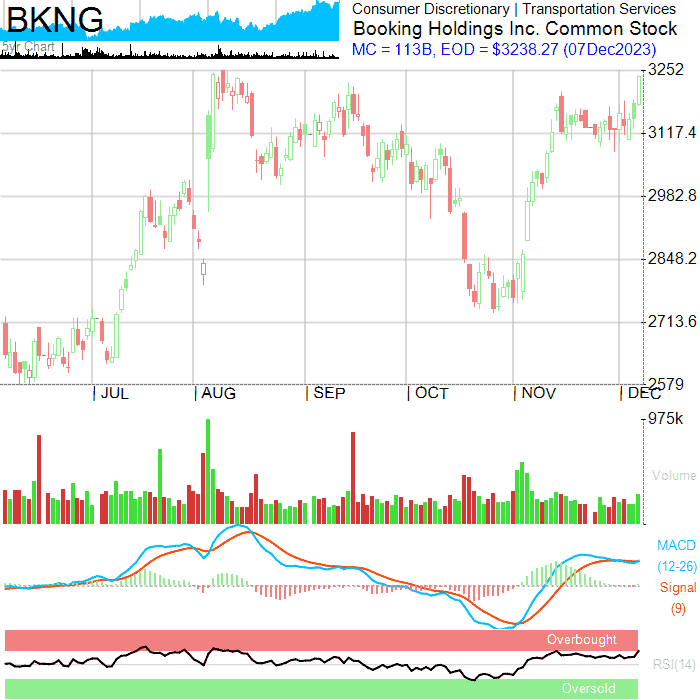 BKNG
5yr Chart
Consumer Discretionary | Transportation Services
Booking Holdings Inc. Common Stock
MC = 113B, EOD = $3238.27 (07Dec2023)
3252
3117.4
2982.8
2848.2
2713.6
2579
| JUL | AUG | SEP | OCT | NOV | DEC
975k
Volume
MACD
(12-26)
Signal
(9)
Overbought
RSI(14)
Oversold